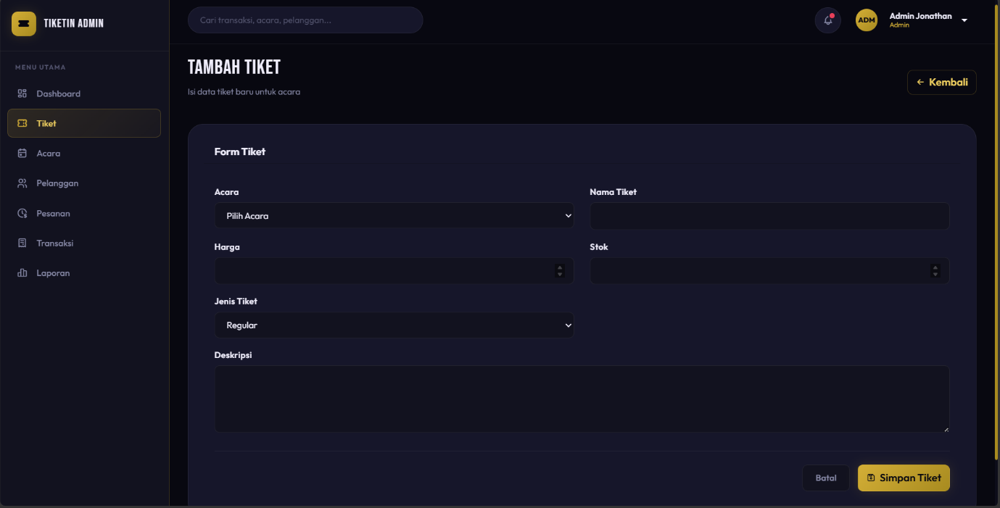 TIKETIN ADMIN
Cari transaksi, acara, pelanggan...
ADM
Admin Jonathan
Admin
MENU UTAMA
Dashboard
Tiket
Acara
Pelanggan
Pesanan
Transaksi
Laporan
TAMBAH TIKET
Isi data tiket baru untuk acara
← Kembali
Form Tiket
Acara
Pilih Acara
Nama Tiket
Harga
Stok
Jenis Tiket
Regular
Deskripsi
Batal
Simpan Tiket